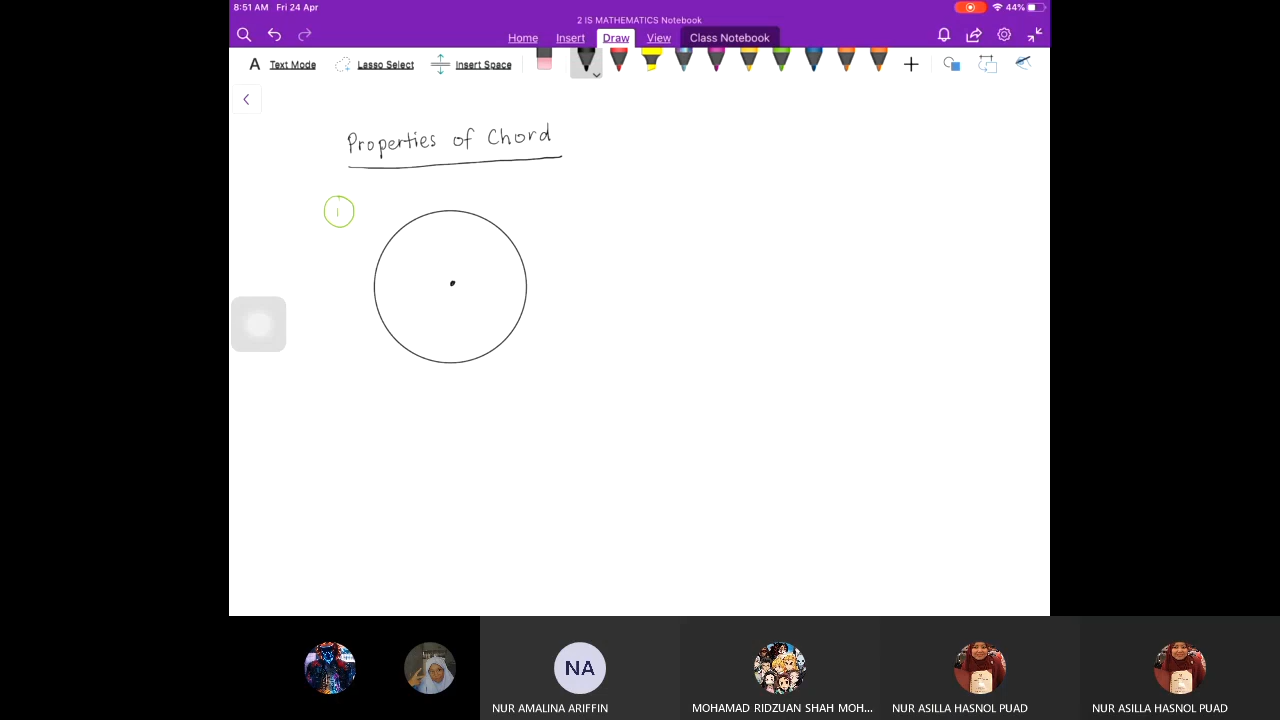 8:51 AM Fri 24 Apr
44%
2 IS MATHEMATICS Notebook
Home Insert Draw View Class Notebook
A Text Mode Lasso Select Insert Space
Properties of Chord
1
NA
NUR AMALINA ARIFFIN
MOHAMAD RIDZUAN SHAH MOH...
NUR ASILLA HASNOL PUAD
NUR ASILLA HASNOL PUAD